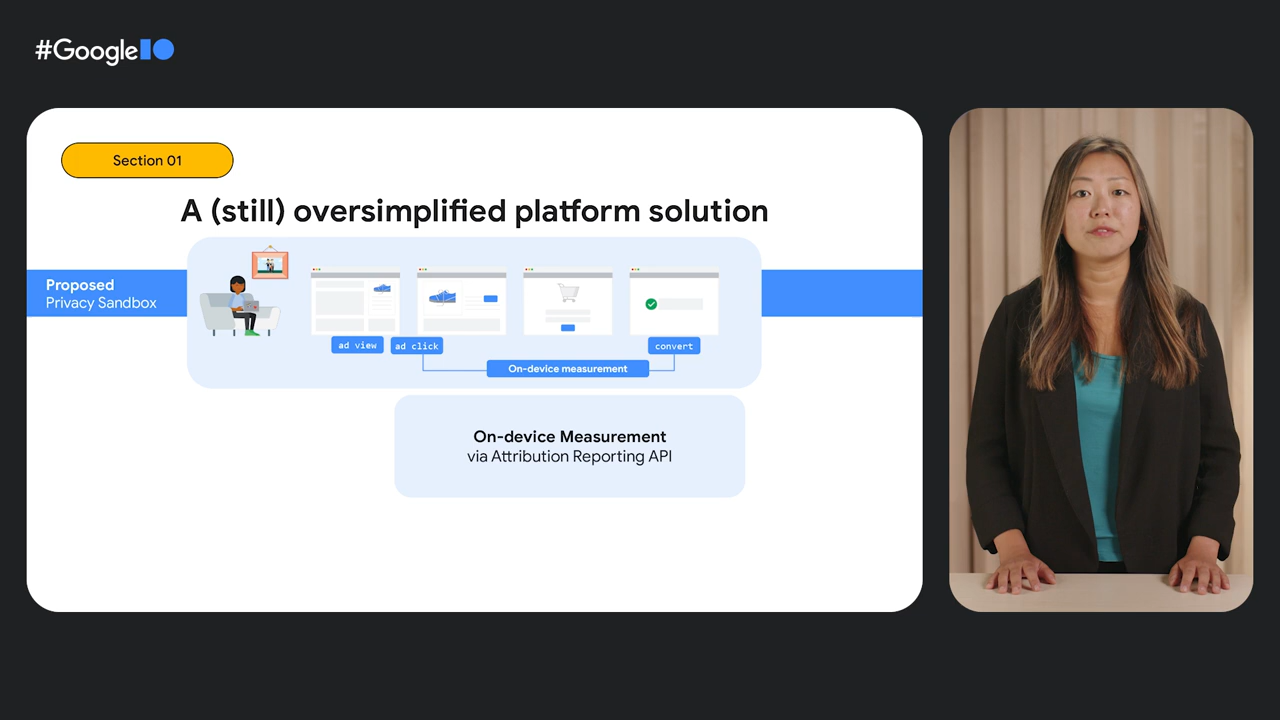 #GoogleIO
Section 01
A (still) oversimplified platform solution
Proposed
Privacy Sandbox
ad view
ad click
convert
On-device measurement
On-device Measurement
via Attribution Reporting API